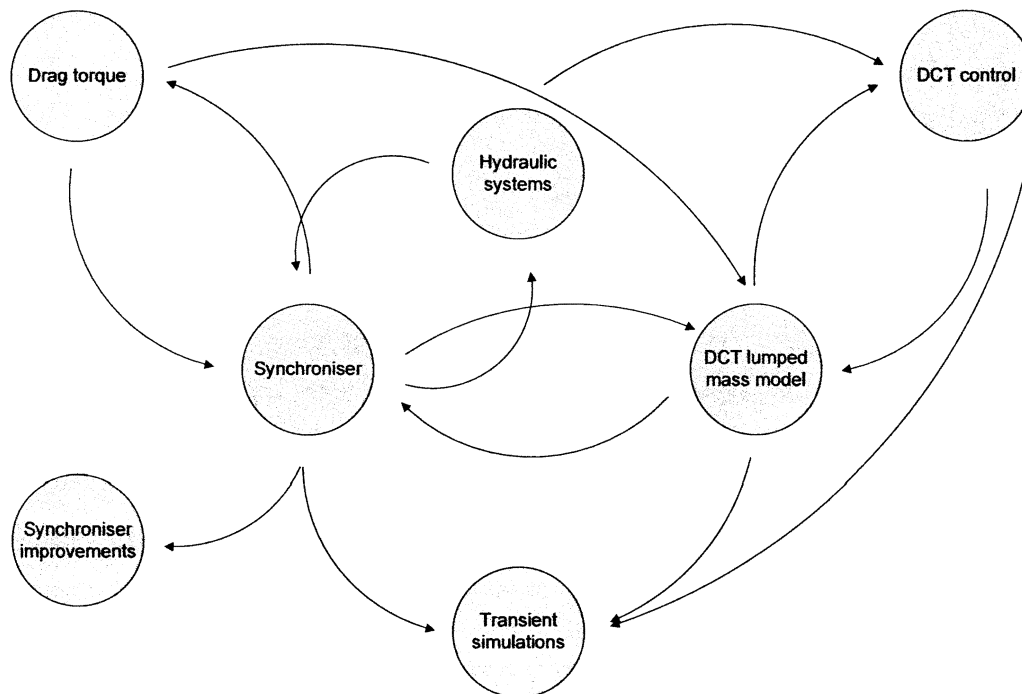 Drag torque
DCT control
Hydraulic
systems
Synchroniser
DCT lumped
mass model
Synchroniser
improvements
Transient
simulations